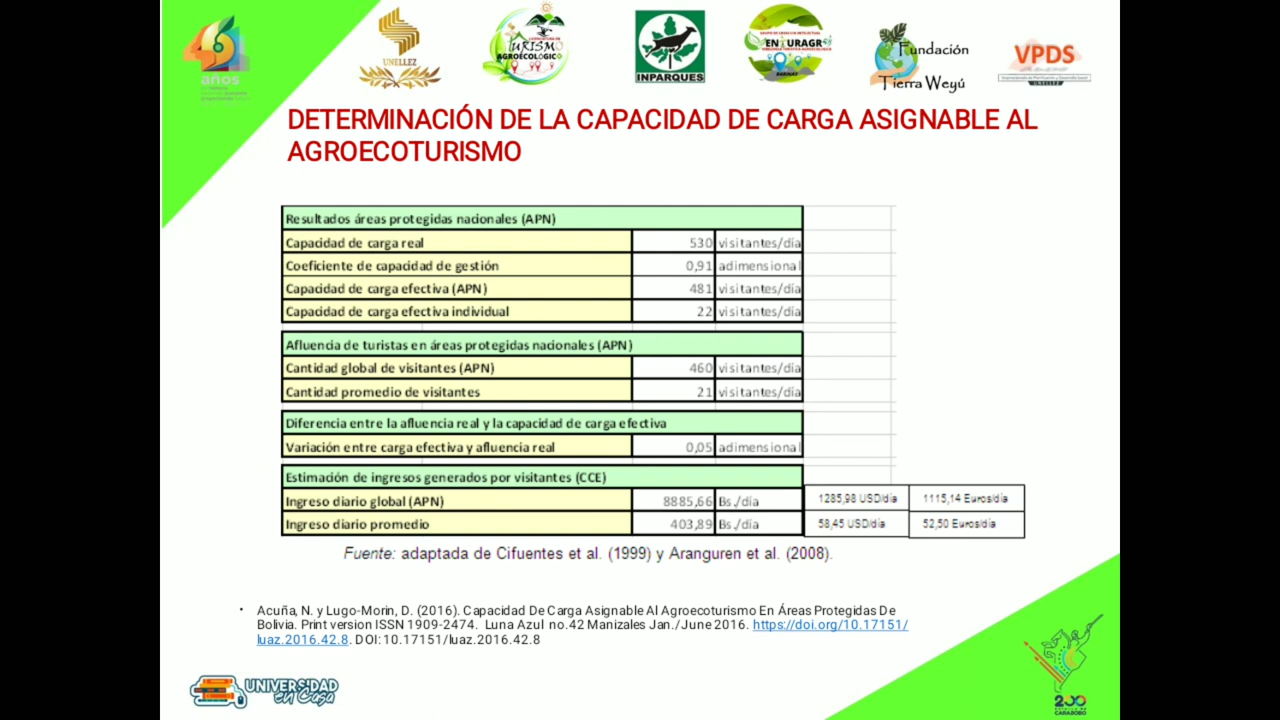 46
años
UNELLEZ
LICENCIATURA EN
TURISMO
AGROECOLÓGICO
INPARQUES
ENTURAGRO
BARINAS
Fundación
Tierra Weyú
VPDS
UNELLEZ
DETERMINACIÓN DE LA CAPACIDAD DE CARGA ASIGNABLE AL
AGROECOTURISMO
Resultados áreas protegidas nacionales (APN)
Capacidad de carga real 530 visitantes/día
Coeficiente de capacidad de gestión 0,91 adimensional
Capacidad de carga efectiva (APN) 481 visitantes/día
Capacidad de carga efectiva individual 22 visitantes/día
Afluencia de turistas en áreas protegidas nacionales (APN)
Cantidad global de visitantes (APN) 460 visitantes/día
Cantidad promedio de visitantes 21 visitantes/día
Diferencia entre la afluencia real y la capacidad de carga efectiva
Variación entre carga efectiva y afluencia real 0,05 adimensional
Estimación de ingresos generados por visitantes (CCE)
Ingreso diario global (APN) 8885,66 Bs./día 1285,98 USD/día 1115,14 Euros/día
Ingreso diario promedio 403,89 Bs./día 58,45 USD/día 52,50 Euros/día
Fuente: adaptada de Cifuentes et al. (1999) y Aranguren et al. (2008).
• Acuña, N. y Lugo-Morin, D. (2016). Capacidad De Carga Asignable Al Agroecoturismo En Áreas Protegidas De
Bolivia. Print version ISSN 1909-2474. Luna Azul no.42 Manizales Jan./June 2016. https://doi.org/10.17151/
luaz.2016.42.8. DOI: 10.17151/luaz.2016.42.8
UNIVERSIDAD
en Casa
200
BATALLA DE
CARABOBO